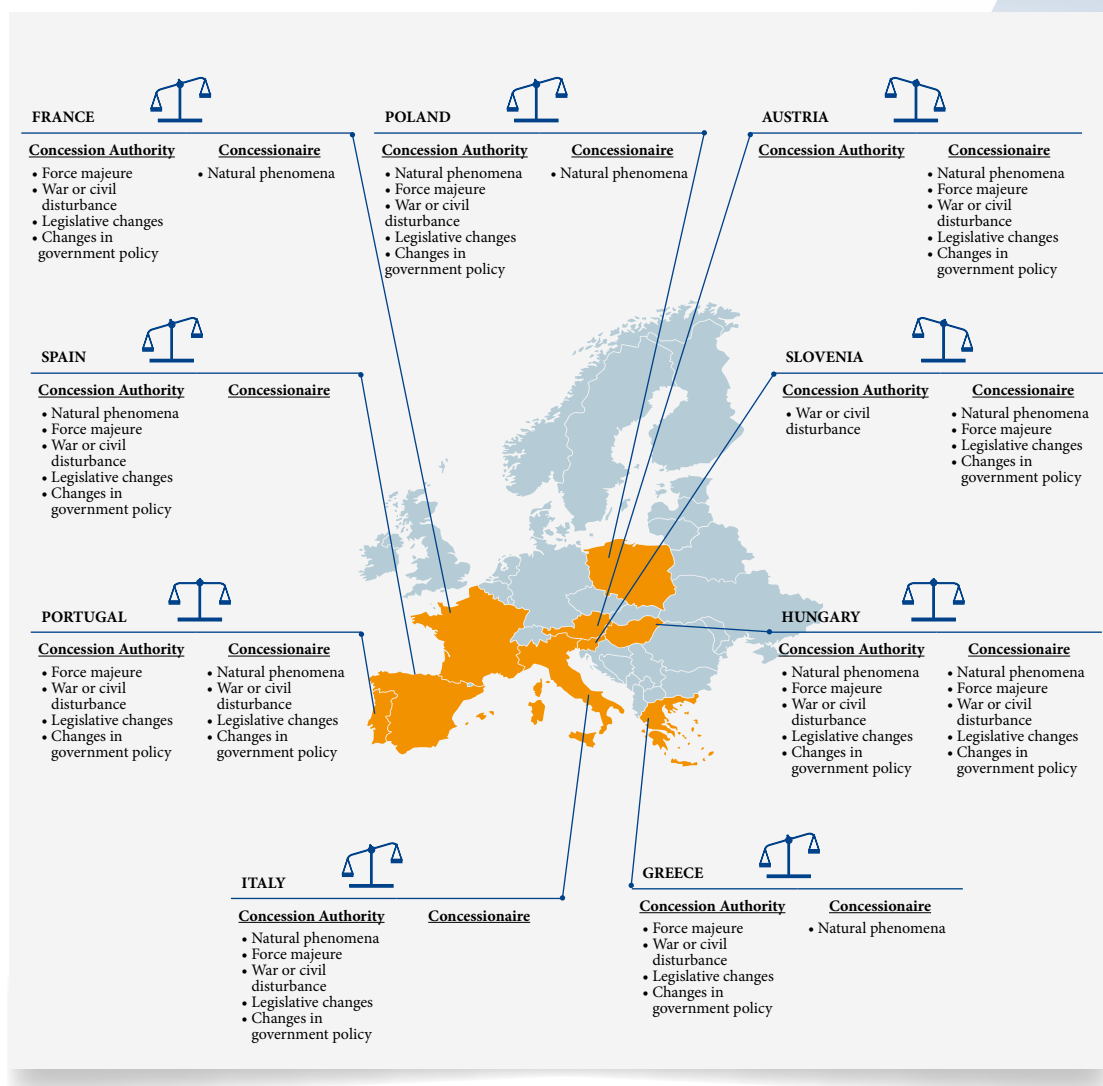 FRANCE
Concession Authority
• Force majeure
• War or civil
disturbance
• Legislative changes
• Changes in
government policy
Concessionaire
• Natural phenomena
POLAND
Concession Authority
• Natural phenomena
• Force majeure
• War or civil
disturbance
• Legislative changes
• Changes in
government policy
Concessionaire
• Natural phenomena
AUSTRIA
Concession Authority
Concessionaire
• Natural phenomena
• Force majeure
• War or civil
disturbance
• Legislative changes
• Changes in
government policy
SPAIN
Concession Authority
• Natural phenomena
• Force majeure
• War or civil
disturbance
• Legislative changes
• Changes in
government policy
Concessionaire
SLOVENIA
Concession Authority
• War or civil
disturbance
Concessionaire
• Natural phenomena
• Force majeure
• Legislative changes
• Changes in
government policy
PORTUGAL
Concession Authority
• Force majeure
• War or civil
disturbance
• Legislative changes
• Changes in
government policy
Concessionaire
• Natural phenomena
• War or civil
disturbance
• Legislative changes
• Changes in
government policy
HUNGARY
Concession Authority
• Natural phenomena
• Force majeure
• War or civil
disturbance
• Legislative changes
• Changes in
government policy
Concessionaire
• Natural phenomena
• Force majeure
• War or civil
disturbance
• Legislative changes
• Changes in
government policy
ITALY
Concession Authority
• Natural phenomena
• Force majeure
• War or civil
disturbance
• Legislative changes
• Changes in
government policy
Concessionaire
GREECE
Concession Authority
• Force majeure
• War or civil
disturbance
• Legislative changes
• Changes in
government policy
Concessionaire
• Natural phenomena